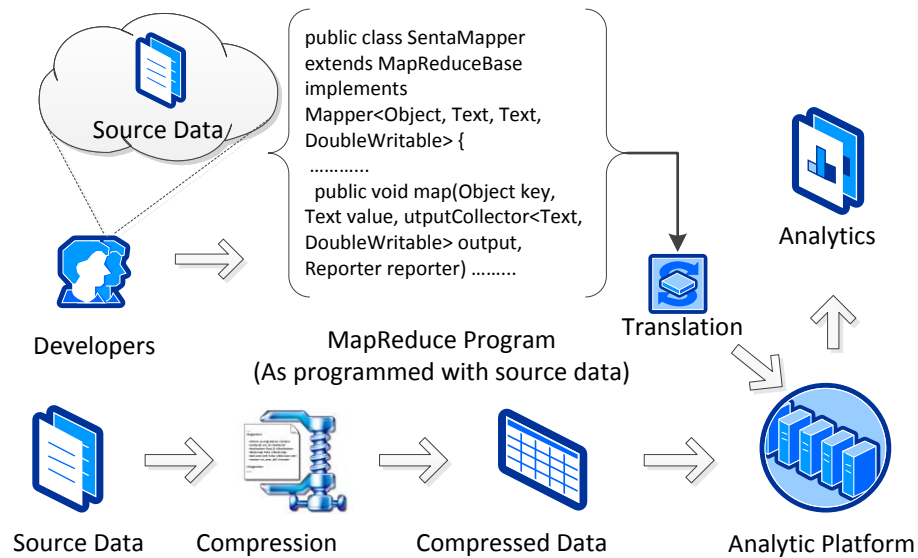 Source Data
public class SentaMapper
extends MapReduceBase
implements
Mapper<Object, Text, Text,
DoubleWritable> {
…………...
public void map(Object key,
Text value, utputCollector<Text,
DoubleWritable> output,
Reporter reporter) ……...
Analytics
Developers
MapReduce Program
(As programmed with source data)
Translation
Source Data
Compression
Compressed Data
Analytic Platform